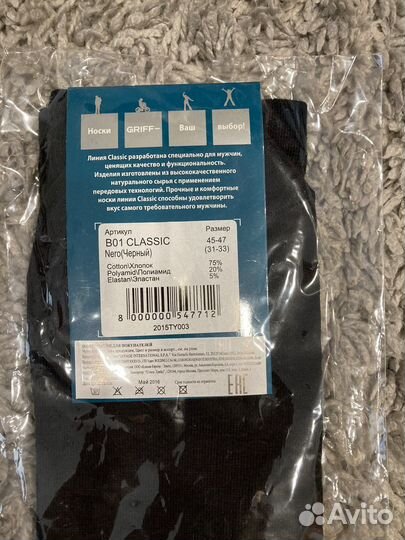 Носки GRIFF— Ваш выбор!
Линия Classic разработана специально для мужчин,
ценящих качество и функциональность.
Изделия изготовлены из высококачественного
натурального сырья с применением
передовых технологий. Прочные и комфортные
носки линии Classic способны удовлетворить
вкус самого требовательного мужчины.
Артикул Размер
B01 CLASSIC 45-47
Nero(Черный) (31-33)
Cotton\Хлопок 75%
Polyamid\Полиамид 20%
Elastan\Эластан 5%
8 000000 547712
2015TY003
Май 2016
EAC
Avito